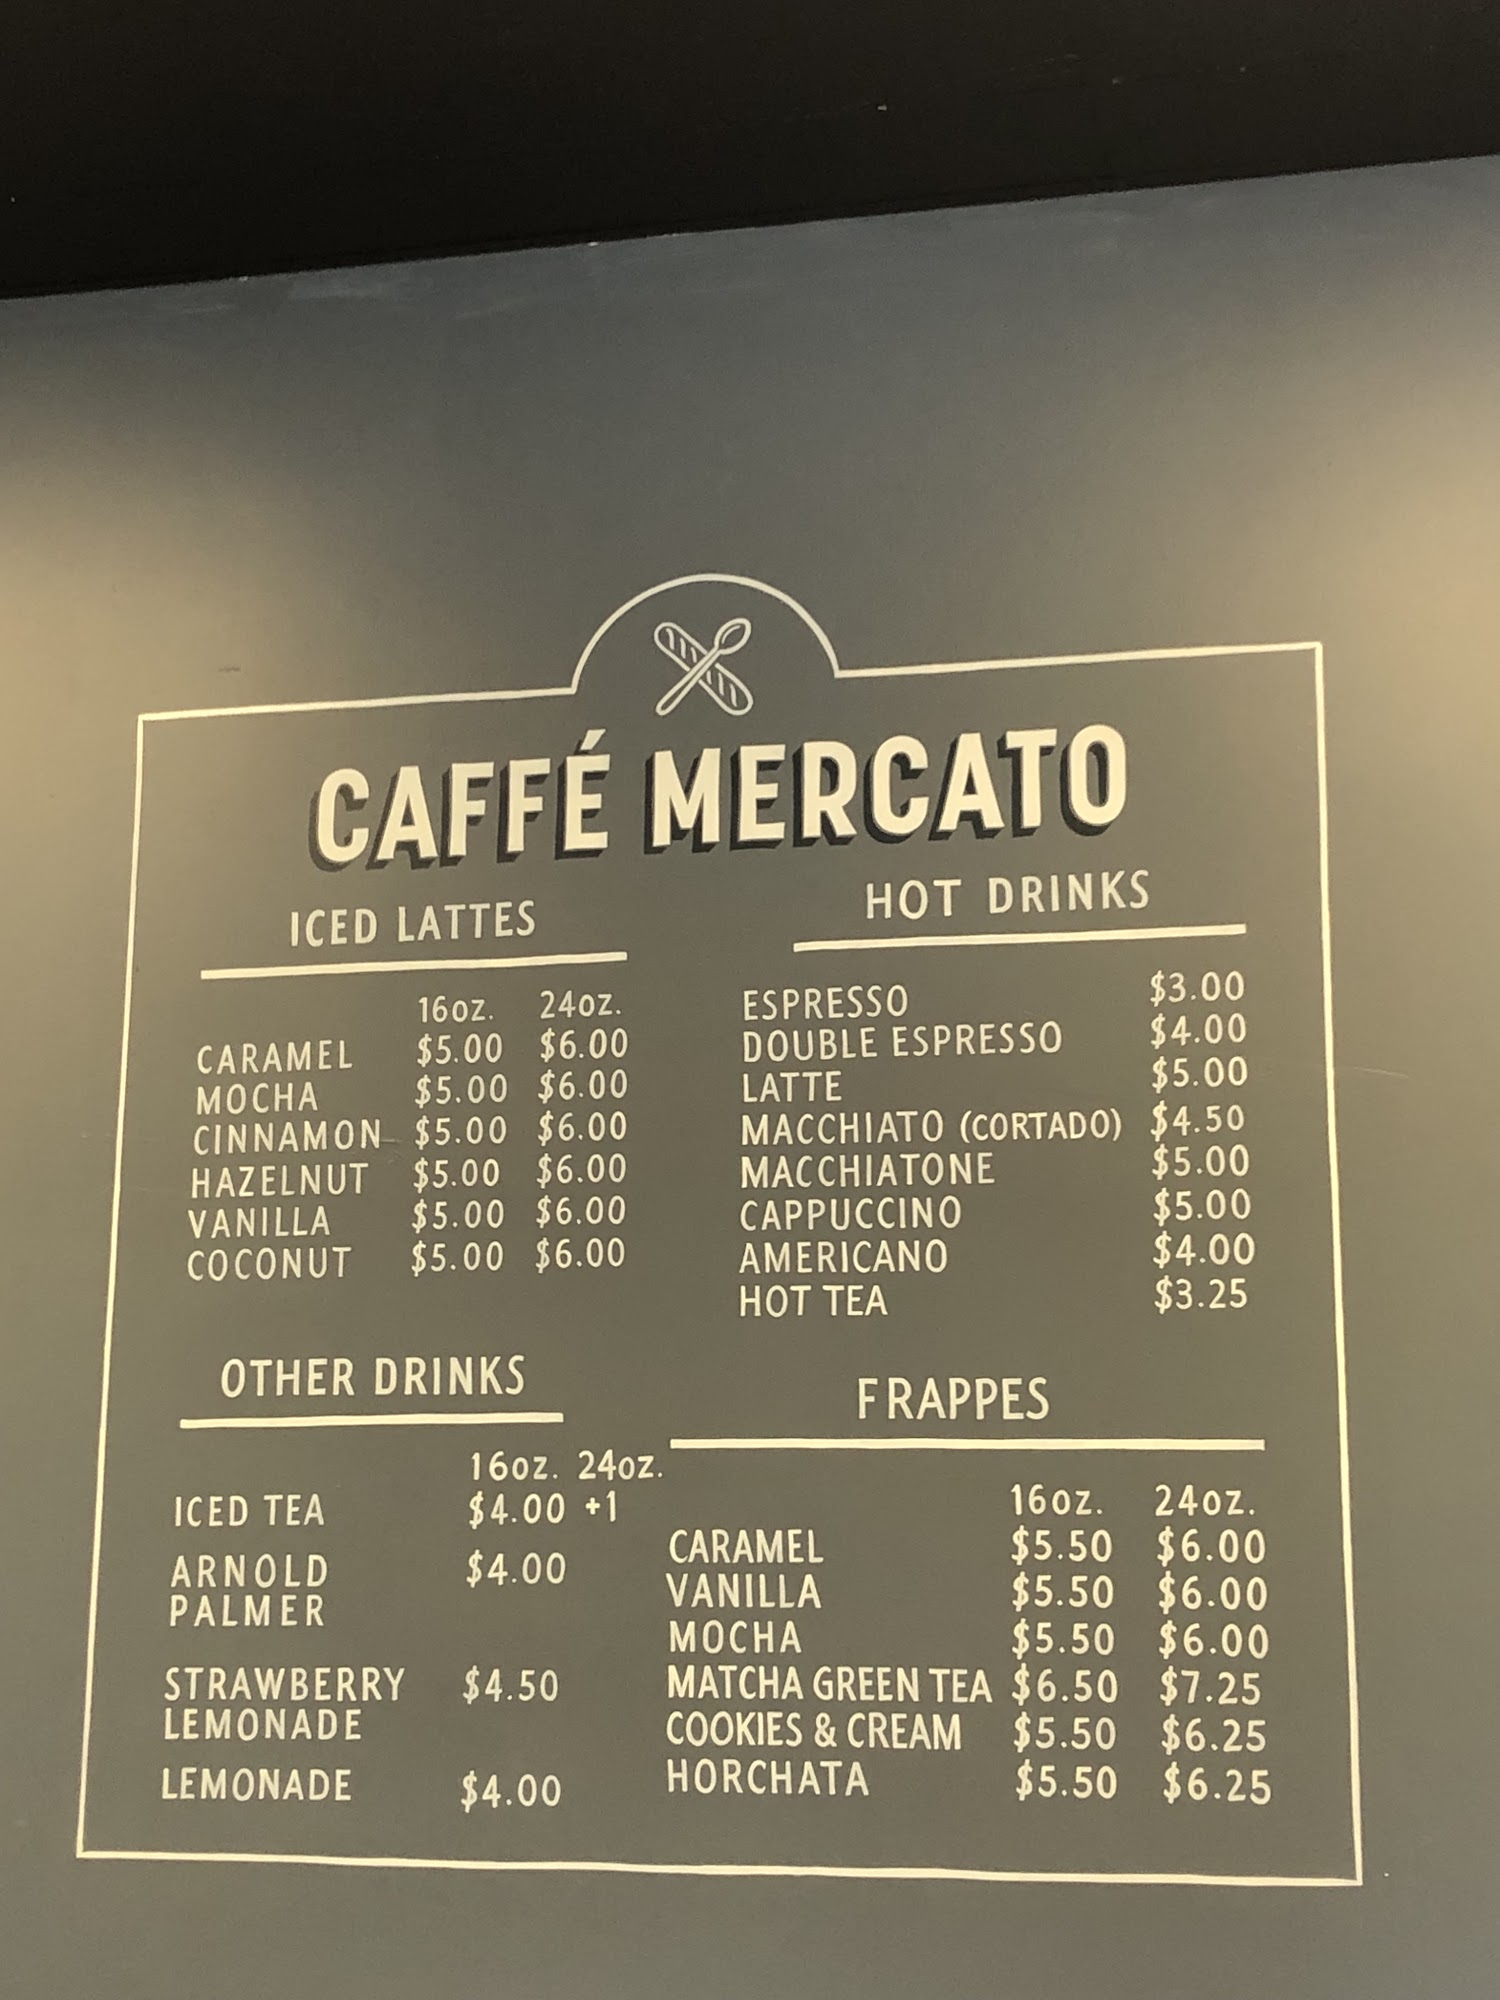 CAFFÉ MERCATO
ICED LATTES
16oz. 24oz.
CARAMEL $5.00 $6.00
MOCHA $5.00 $6.00
CINNAMON $5.00 $6.00
HAZELNUT $5.00 $6.00
VANILLA $5.00 $6.00
COCONUT $5.00 $6.00
HOT DRINKS
ESPRESSO $3.00
DOUBLE ESPRESSO $4.00
LATTE $5.00
MACCHIATO (CORTADO) $4.50
MACCHIATONE $5.00
CAPPUCCINO $5.00
AMERICANO $4.00
HOT TEA $3.25
OTHER DRINKS
16oz. 24oz.
ICED TEA $4.00 +1
ARNOLD $4.00
PALMER
STRAWBERRY $4.50
LEMONADE
LEMONADE $4.00
FRAPPES
16oz. 24oz.
CARAMEL $5.50 $6.00
VANILLA $5.50 $6.00
MOCHA $5.50 $6.00
MATCHA GREEN TEA $6.50 $7.25
COOKIES & CREAM $5.50 $6.25
HORCHATA $5.50 $6.25